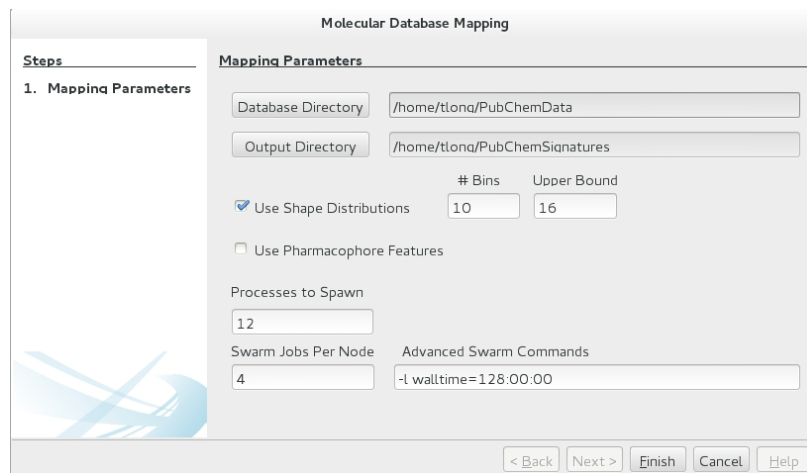 Molecular Database Mapping
Steps
1. Mapping Parameters
Mapping Parameters
Database Directory /home/tlong/PubChemData
Output Directory /home/tlong/PubChemSignatures
# Bins Upper Bound
Use Shape Distributions 10 16
Use Pharmacophore Features
Processes to Spawn
12
Swarm Jobs Per Node Advanced Swarm Commands
4 -l walltime=128:00:00
< Back Next > Finish Cancel Help